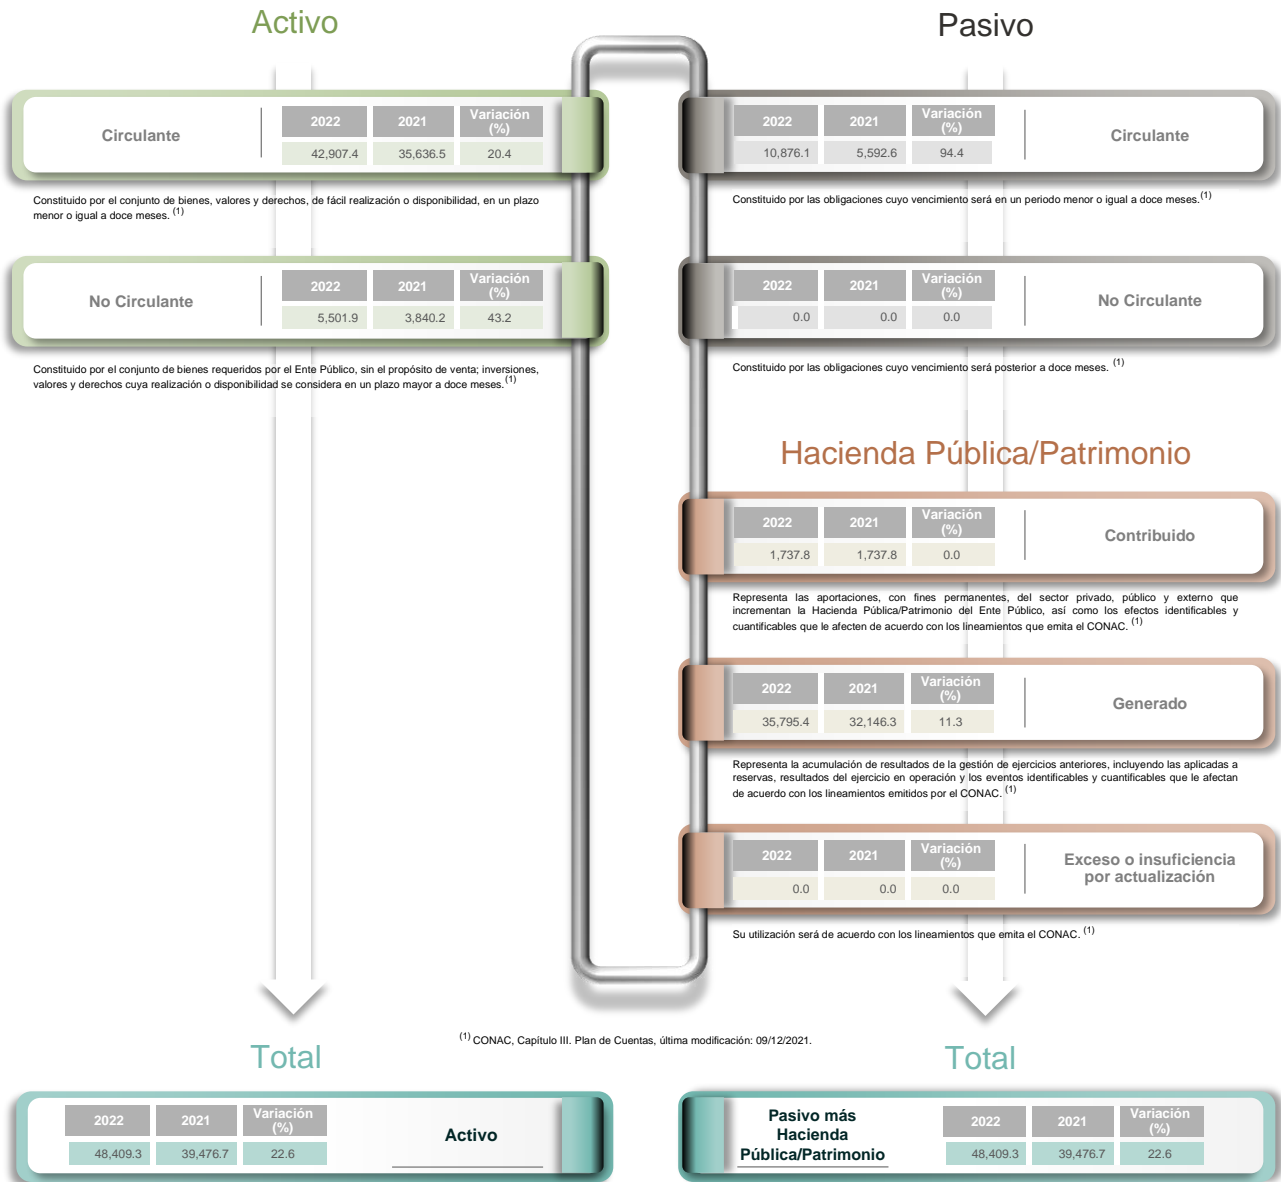 Activo
Circulante
2022 2021 Variación (%)
42,907.4 35,636.5 20.4
Constituido por el conjunto de bienes, valores y derechos, de fácil realización o disponibilidad, en un plazo
menor o igual a doce meses. (1)
No Circulante
2022 2021 Variación (%)
5,501.9 3,840.2 43.2
Constituido por el conjunto de bienes requeridos por el Ente Público, sin el propósito de venta; inversiones,
valores y derechos cuya realización o disponibilidad se considera en un plazo mayor a doce meses. (1)
Pasivo
2022 2021 Variación (%)
10,876.1 5,592.6 94.4
Circulante
Constituido por las obligaciones cuyo vencimiento será en un periodo menor o igual a doce meses. (1)
2022 2021 Variación (%)
0.0 0.0 0.0
No Circulante
Constituido por las obligaciones cuyo vencimiento será posterior a doce meses. (1)
Hacienda Pública/Patrimonio
2022 2021 Variación (%)
1,737.8 1,737.8 0.0
Contribuido
Representa las aportaciones, con fines permanentes, del sector privado, público y externo que
incrementan la Hacienda Pública/Patrimonio del Ente Público, así como los efectos identificables y
cuantificables que le afecten de acuerdo con los lineamientos que emita el CONAC. (1)
2022 2021 Variación (%)
35,795.4 32,146.3 11.3
Generado
Representa la acumulación de resultados de la gestión de ejercicios anteriores, incluyendo las aplicadas a
reservas, resultados del ejercicio en operación y los eventos identificables y cuantificables que le afectan
de acuerdo con los lineamientos emitidos por el CONAC. (1)
2022 2021 Variación (%)
0.0 0.0 0.0
Exceso o insuficiencia
por actualización
Su utilización será de acuerdo con los lineamientos que emita el CONAC. (1)
(1) CONAC, Capítulo III. Plan de Cuentas, última modificación: 09/12/2021.
Total
2022 2021 Variación (%)
48,409.3 39,476.7 22.6
Activo
Total
Pasivo más
Hacienda
Pública/Patrimonio
2022 2021 Variación (%)
48,409.3 39,476.7 22.6